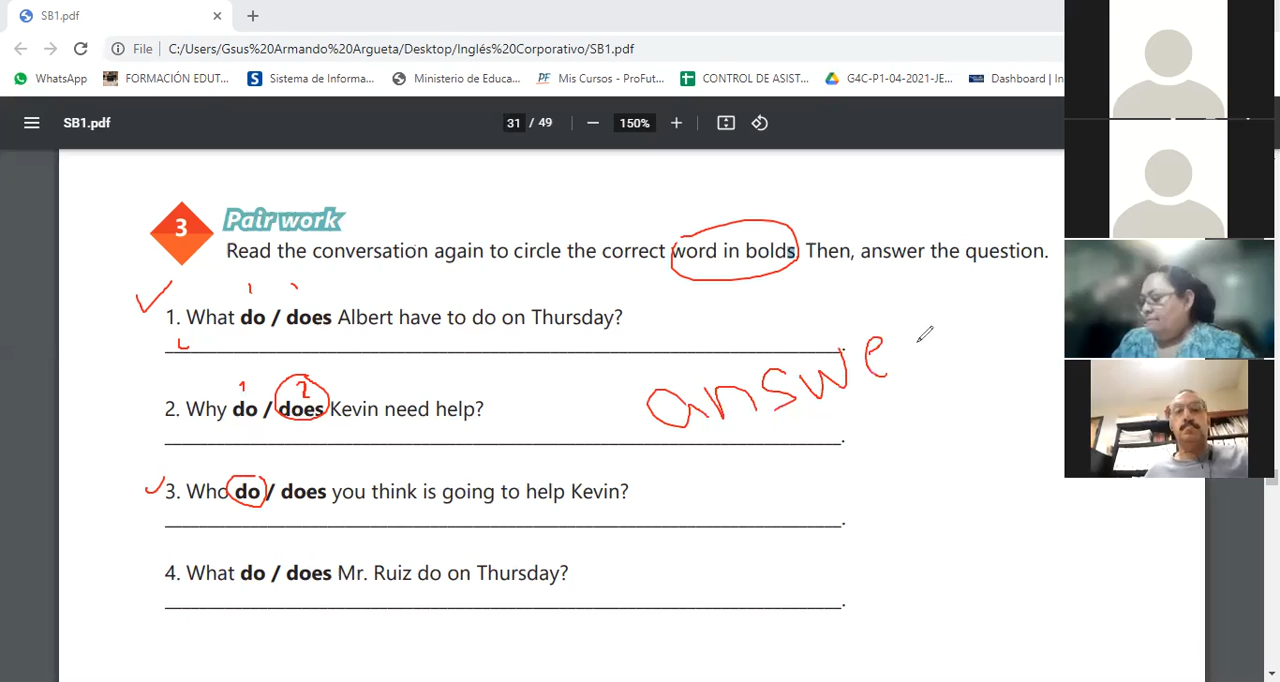 SB1.pdf
File C:/Users/Gsus%20Armando%20Argueta/Desktop/Inglés%20Corporativo/SB1.pdf
WhatsApp FORMACIÓN EDUT... Sistema de Informa... Ministerio de Educa... PF Mis Cursos - ProFut... CONTROL DE ASIST... G4C-P1-04-2021-JE... Dashboard | In
SB1.pdf 31 / 49 150%
3 Pair work
Read the conversation again to circle the correct word in bolds. Then, answer the question.
1. What do / does Albert have to do on Thursday?
1 2
2. Why do / does Kevin need help?
answe
3. Who do / does you think is going to help Kevin?
4. What do / does Mr. Ruiz do on Thursday?